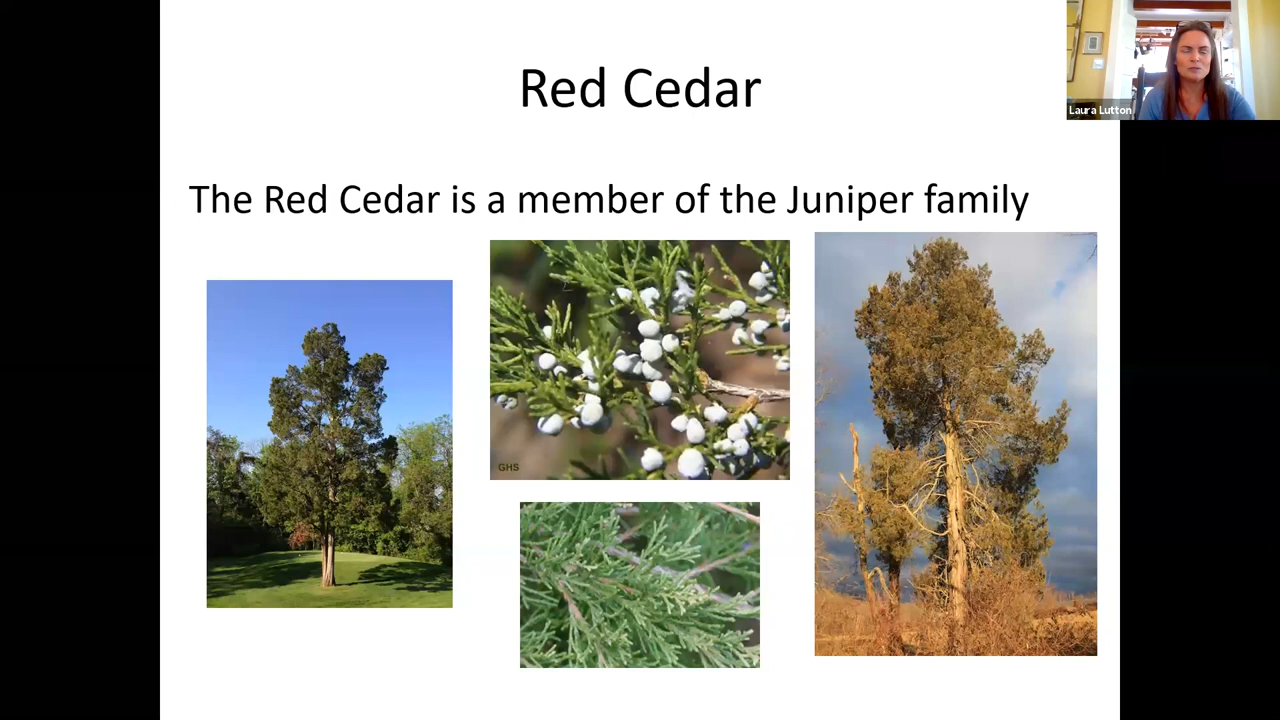 Red Cedar
Laura Lutton
The Red Cedar is a member of the Juniper family
GHS